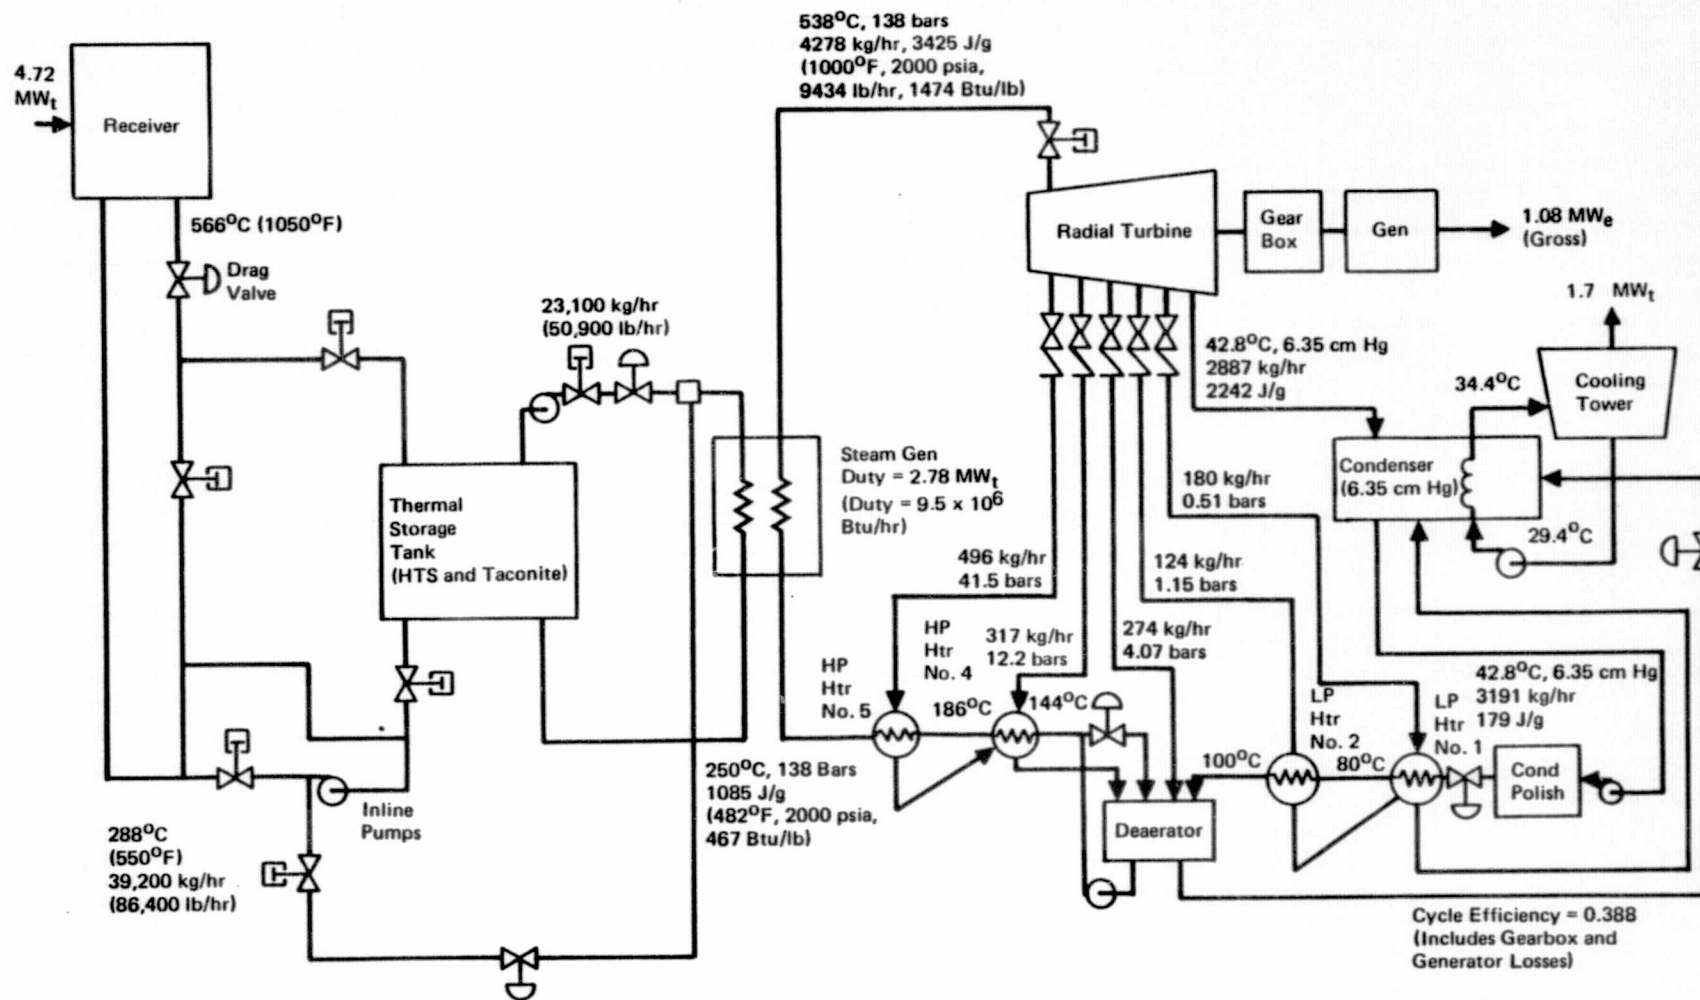 4.72
MWt
Receiver
566°C (1050°F)
Drag
Valve
23,100 kg/hr
(50,900 lb/hr)
Thermal
Storage
Tank
(HTS and Taconite)
Inline
Pumps
288°C
(550°F)
39,200 kg/hr
(86,400 lb/hr)
538°C, 138 bars
4278 kg/hr, 3425 J/g
(1000°F, 2000 psia,
9434 lb/hr, 1474 Btu/lb)
Steam Gen
Duty = 2.78 MWt
(Duty = 9.5 x 10⁶
Btu/hr)
250°C, 138 Bars
1085 J/g
(482°F, 2000 psia,
467 Btu/lb)
Radial Turbine
Gear
Box
Gen
1.08 MWe
(Gross)
1.7 MWt
Cooling
Tower
34.4°C
29.4°C
42.8°C, 6.35 cm Hg
2887 kg/hr
2242 J/g
Condenser
(6.35 cm Hg)
180 kg/hr
0.51 bars
496 kg/hr
41.5 bars
124 kg/hr
1.15 bars
317 kg/hr
12.2 bars
274 kg/hr
4.07 bars
HP
Htr
No. 5
HP
Htr
No. 4
186°C
144°C
100°C
LP
Htr
No. 2
80°C
LP
Htr
No. 1
42.8°C, 6.35 cm Hg
3191 kg/hr
179 J/g
Cond
Polish
Deaerator
Cycle Efficiency = 0.388
(Includes Gearbox and
Generator Losses)